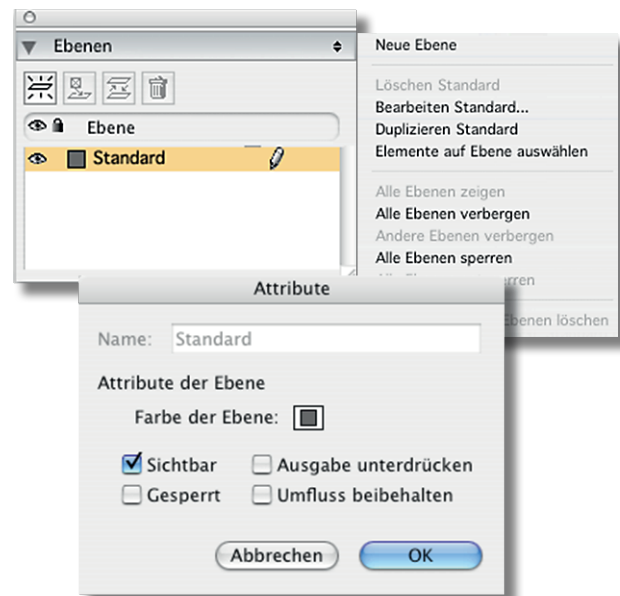 Ebenen
Ebene
Standard
Neue Ebene
Löschen Standard
Bearbeiten Standard...
Duplizieren Standard
Elemente auf Ebene auswählen
Alle Ebenen zeigen
Alle Ebenen verbergen
Andere Ebenen verbergen
Alle Ebenen sperren
Ebenen löschen
Attribute
Name: Standard
Attribute der Ebene
Farbe der Ebene:
Sichtbar Ausgabe unterdrücken
Gesperrt Umfluss beibehalten
Abbrechen OK